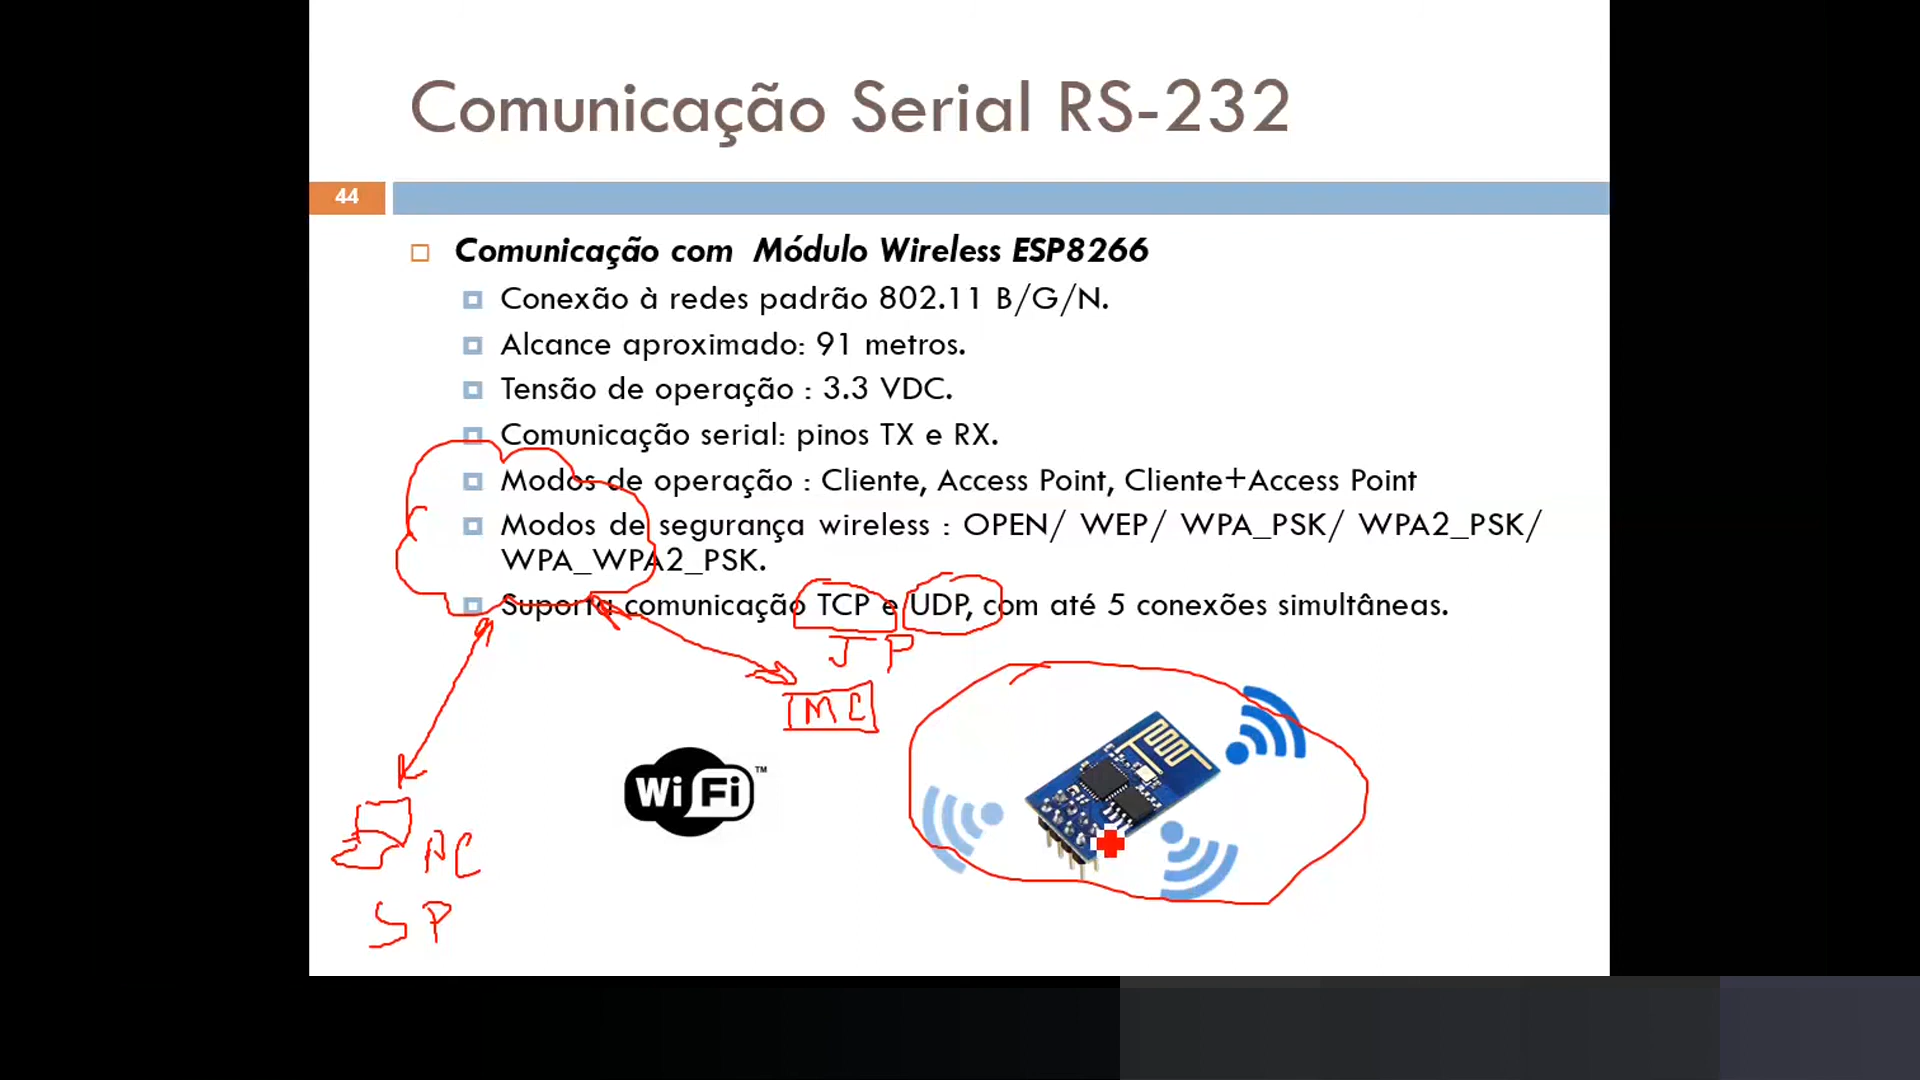 Comunicação Serial RS-232
44
Comunicação com Módulo Wireless ESP8266
Conexão à redes padrão 802.11 B/G/N.
Alcance aproximado: 91 metros.
Tensão de operação : 3.3 VDC.
Comunicação serial: pinos TX e RX.
Modos de operação : Cliente, Access Point, Cliente+Access Point
Modos de segurança wireless : OPEN/ WEP/ WPA_PSK/ WPA2_PSK/
WPA_WPA2_PSK.
Suporta comunicação TCP e UDP, com até 5 conexões simultâneas.
JP
MC
WiFi™
SP